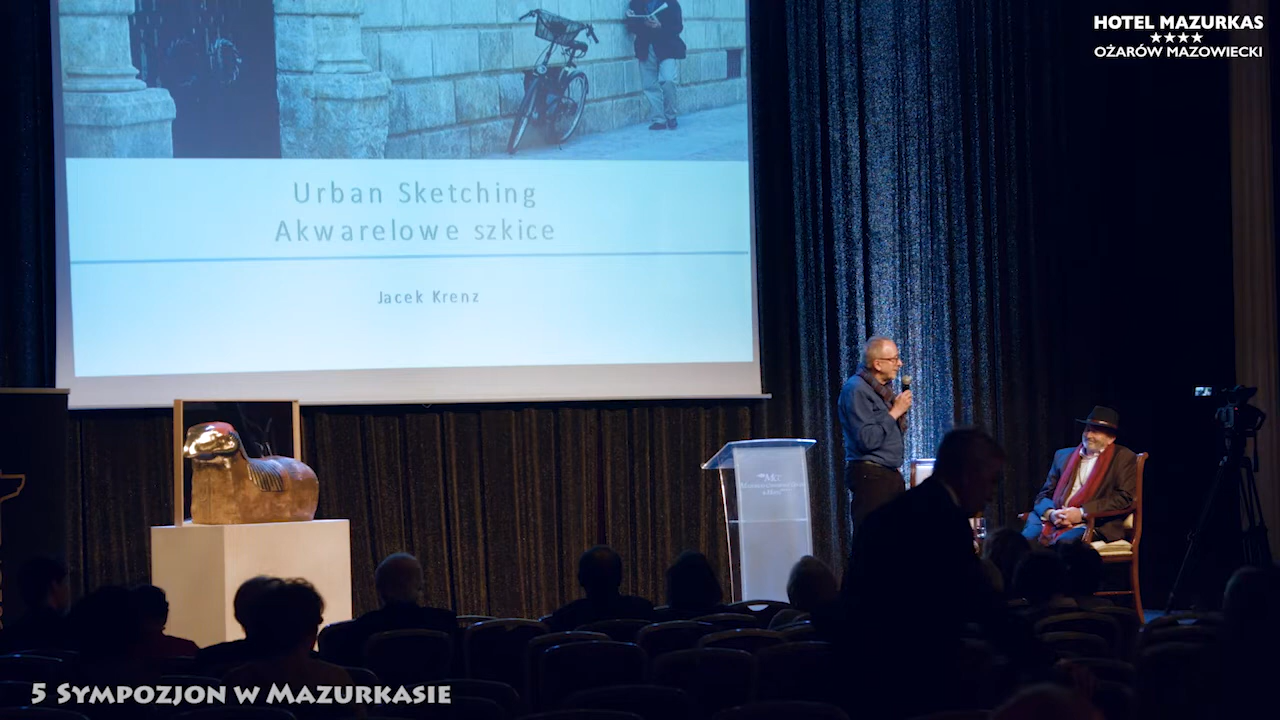 HOTEL MAZURKAS
★★★★
OŻARÓW MAZOWIECKI
Urban Sketching
Akwarelowe szkice
Jacek Krenz
5 Sympozjon w Mazurkasie